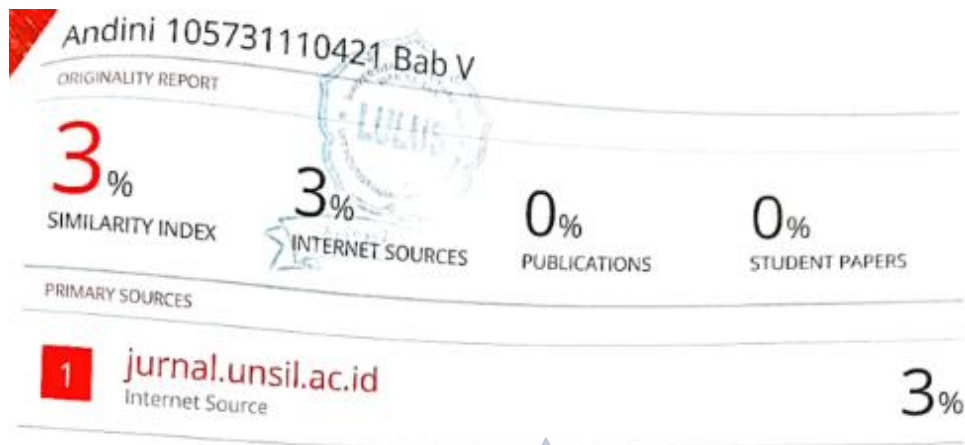 Andini 105731110421 Bab V
ORIGINALITY REPORT
LULUS
3%
SIMILARITY INDEX
3%
INTERNET SOURCES
0%
PUBLICATIONS
0%
STUDENT PAPERS
PRIMARY SOURCES
1
jurnal.unsil.ac.id
Internet Source
3%